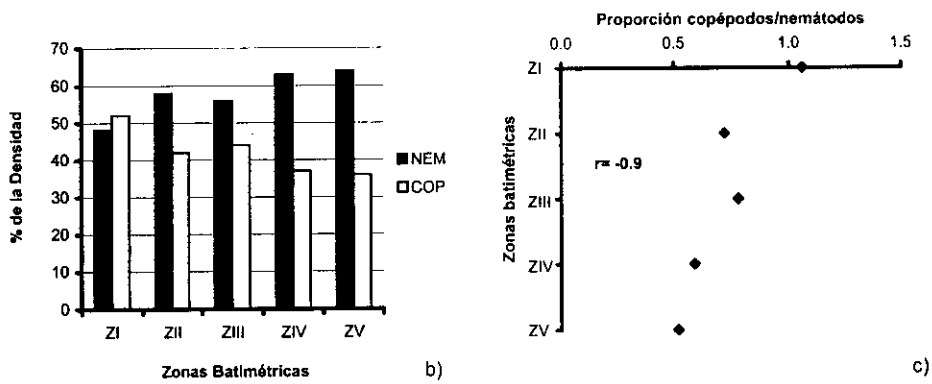 % de la Densidad
70
60
50
40
30
20
10
0
ZI ZII ZIII ZIV ZV
Zonas Batimétricas
NEM
COP
b)
Proporción copépodos/nemátodos
0.0 0.5 1.0 1.5
Zonas batimétricas
ZI
ZII
ZIII
ZIV
ZV
r= -0.9
c)